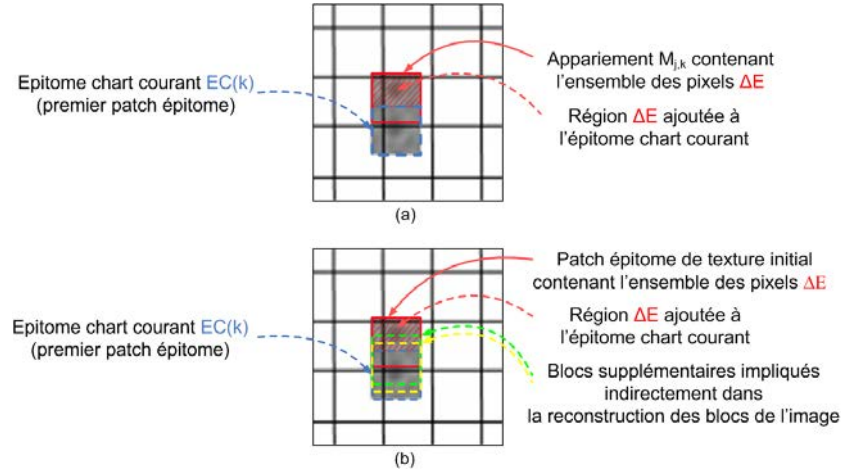 Epitome chart courant EC(k)
(premier patch épitome)
Appariement Mj,k contenant
l'ensemble des pixels ΔE
Région ΔE ajoutée à
l'épitome chart courant
(a)
Epitome chart courant EC(k)
(premier patch épitome)
Patch épitome de texture initial
contenant l'ensemble des pixels ΔE
Région ΔE ajoutée à
l'épitome chart courant
Blocs supplémentaires impliqués
indirectement dans
la reconstruction des blocs de l'image
(b)